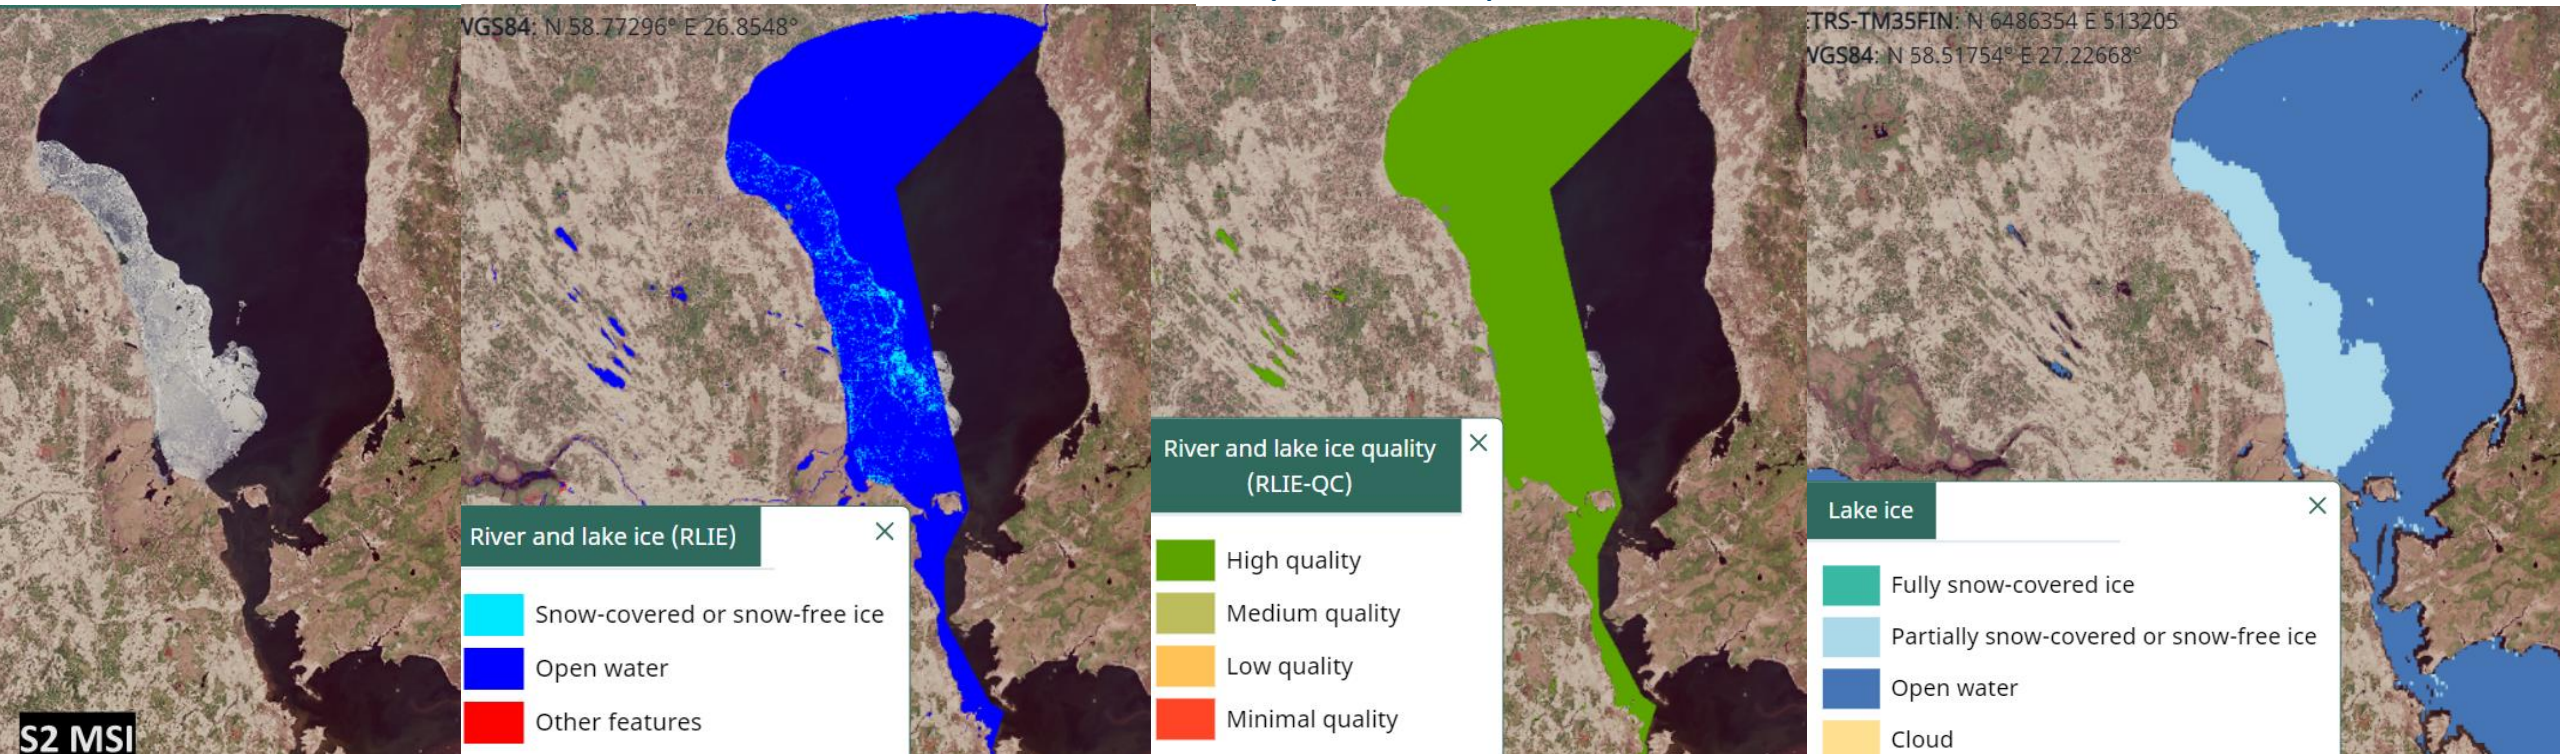 S2 MSI
WGS84: N 58.77296° E 26.8548°
River and lake ice (RLIE)
Snow-covered or snow-free ice
Open water
Other features
River and lake ice quality
(RLIE-QC)
High quality
Medium quality
Low quality
Minimal quality
ETRS-TM35FIN: N 6486354 E 513205
WGS84: N 58.51754° E 27.22668°
Lake ice
Fully snow-covered ice
Partially snow-covered or snow-free ice
Open water
Cloud